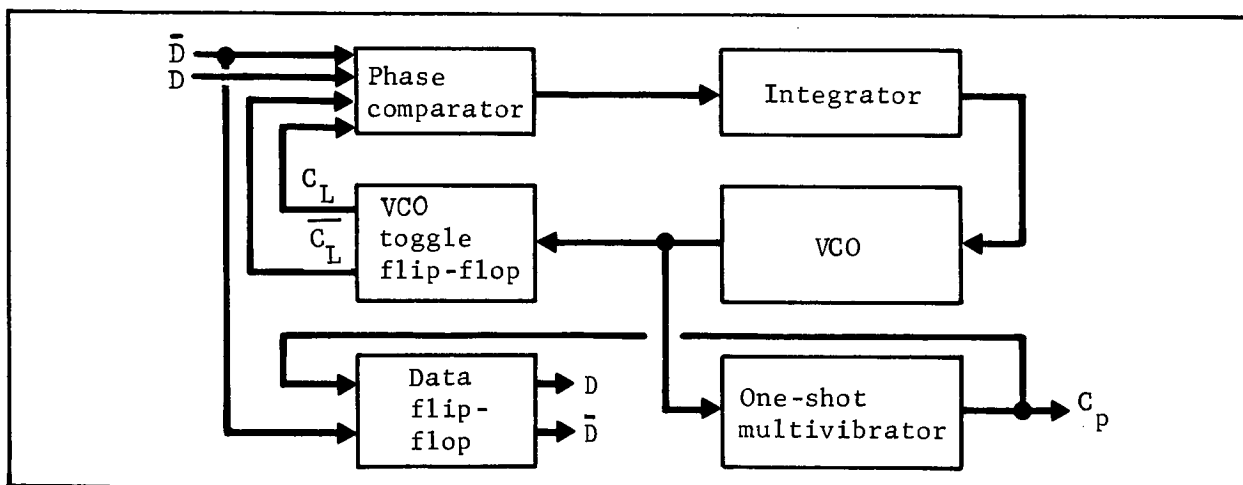 D̅
D
Phase
comparator
Integrator
C_L
C̅_L̅
VCO
toggle
flip-flop
VCO
Data
flip-
flop
D
D̅
One-shot
multivibrator
C_p